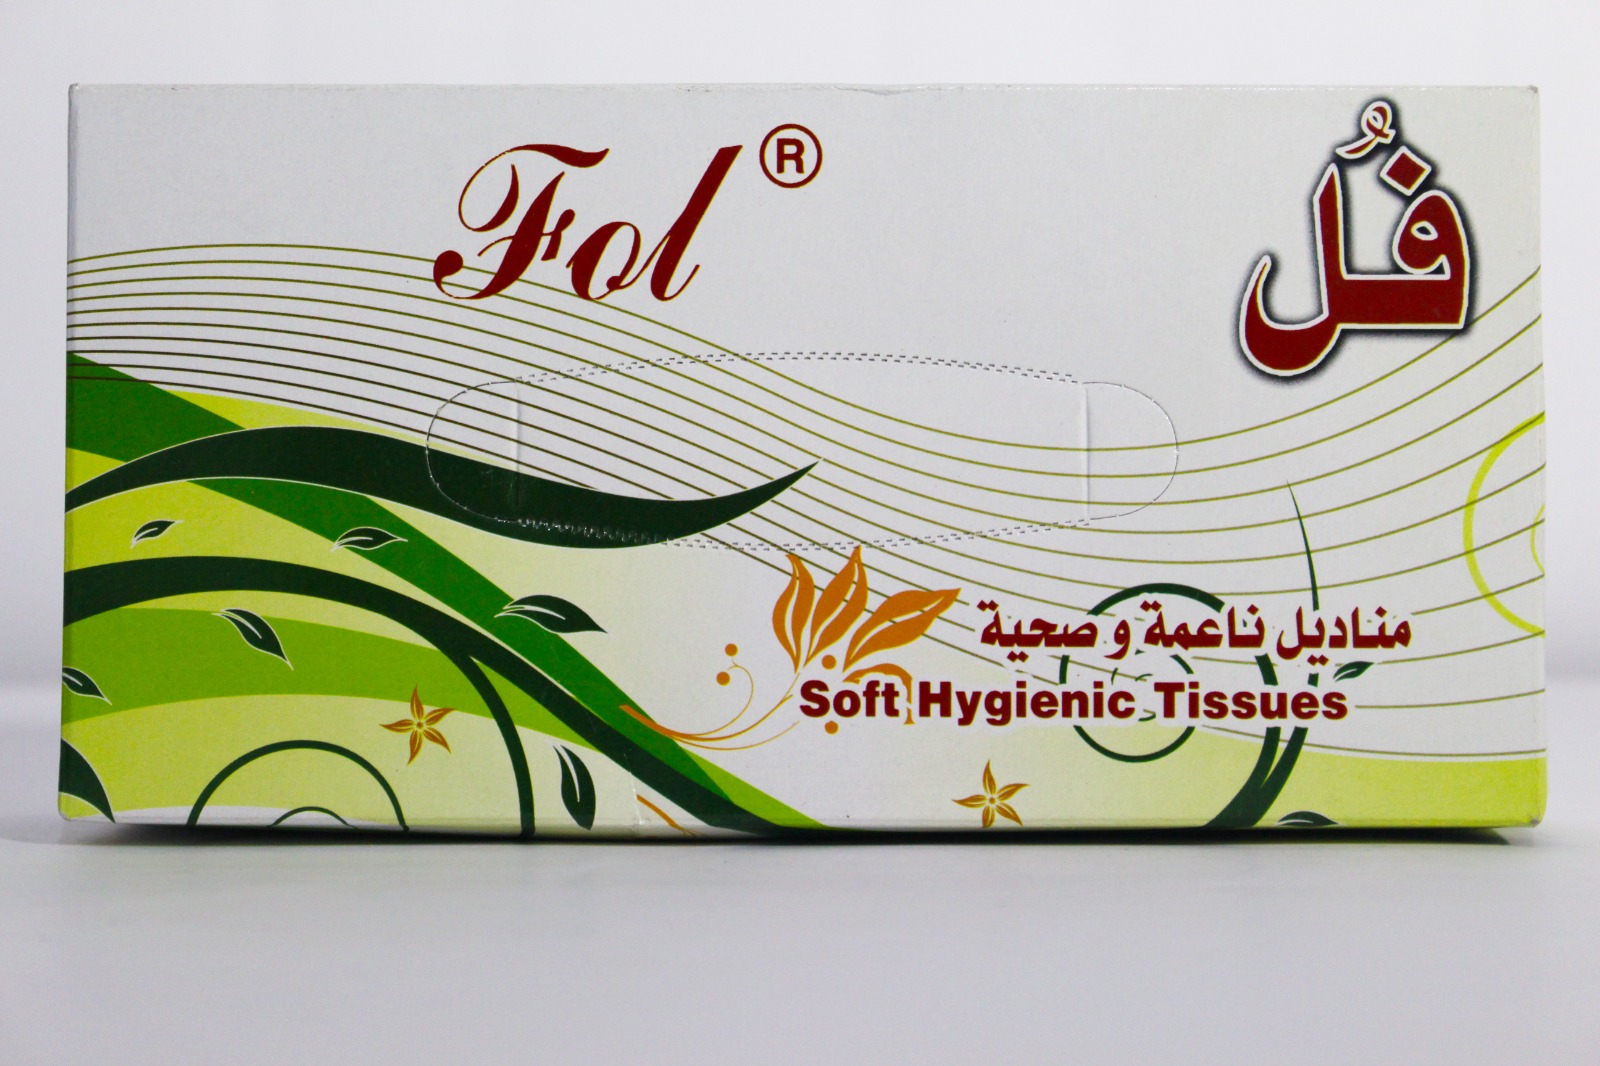 Fol ®
فُل
مناديل ناعمة و صحية
Soft Hygienic Tissues